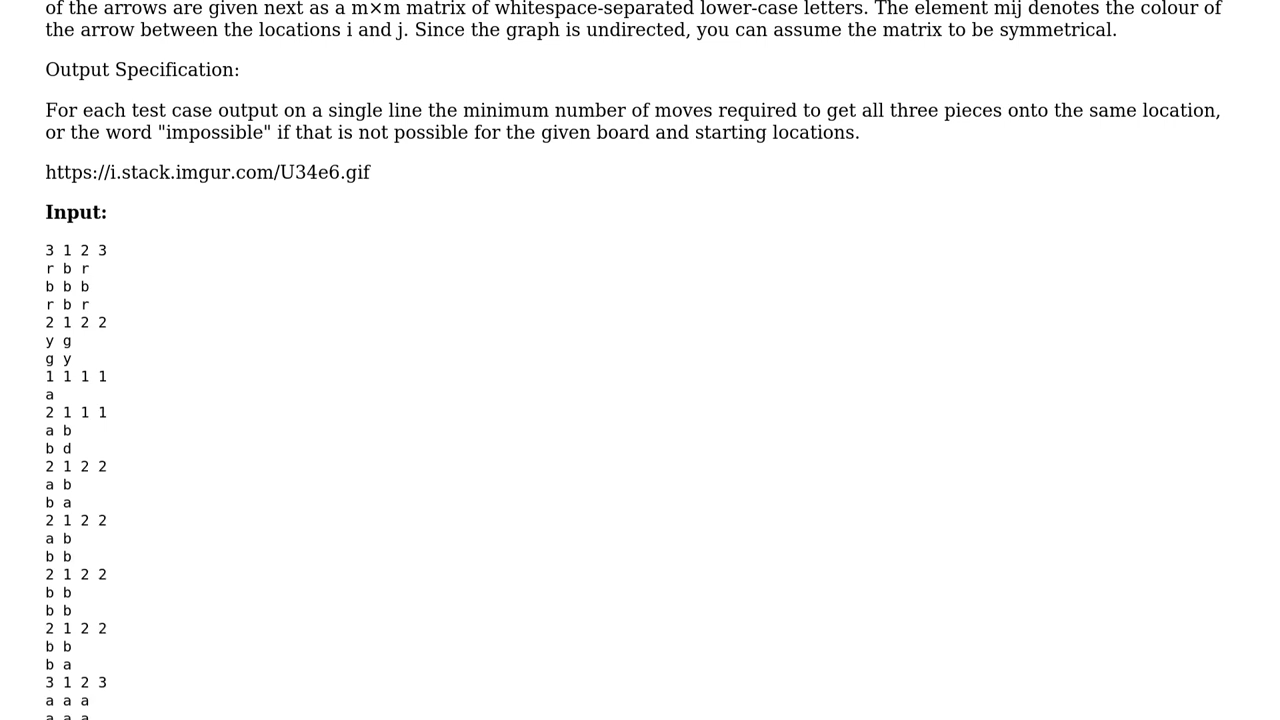 of the arrows are given next as a m×m matrix of whitespace-separated lower-case letters. The element mij denotes the colour of
the arrow between the locations i and j. Since the graph is undirected, you can assume the matrix to be symmetrical.
Output Specification:
For each test case output on a single line the minimum number of moves required to get all three pieces onto the same location,
or the word "impossible" if that is not possible for the given board and starting locations.
https://i.stack.imgur.com/U34e6.gif
Input:
3 1 2 3
r b r
b b b
r b r
2 1 2 2
y g
g y
1 1 1 1
a
2 1 1 1
a b
b d
2 1 2 2
a b
b a
2 1 2 2
a b
b b
2 1 2 2
b b
b b
2 1 2 2
b b
b a
3 1 2 3
a a a
a a a